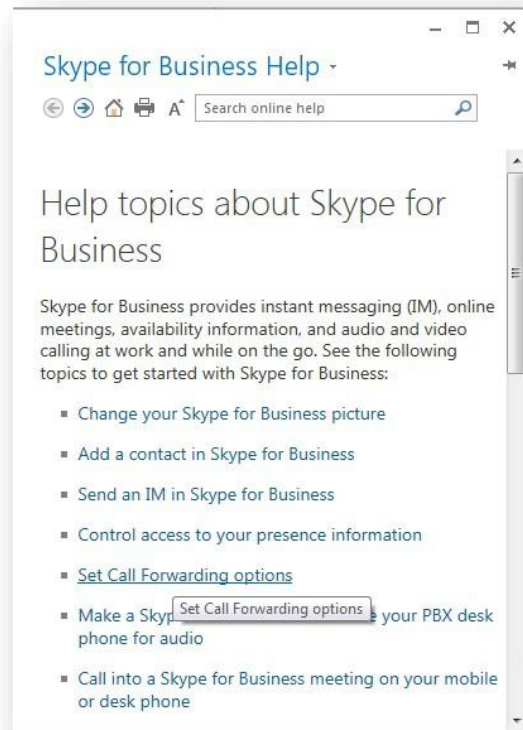 Skype for Business Help
Search online help
Help topics about Skype for
Business
Skype for Business provides instant messaging (IM), online
meetings, availability information, and audio and video
calling at work and while on the go. See the following
topics to get started with Skype for Business:
Change your Skype for Business picture
Add a contact in Skype for Business
Send an IM in Skype for Business
Control access to your presence information
Set Call Forwarding options
Set Call Forwarding options
Make a Skyp your PBX desk
phone for audio
Call into a Skype for Business meeting on your mobile
or desk phone